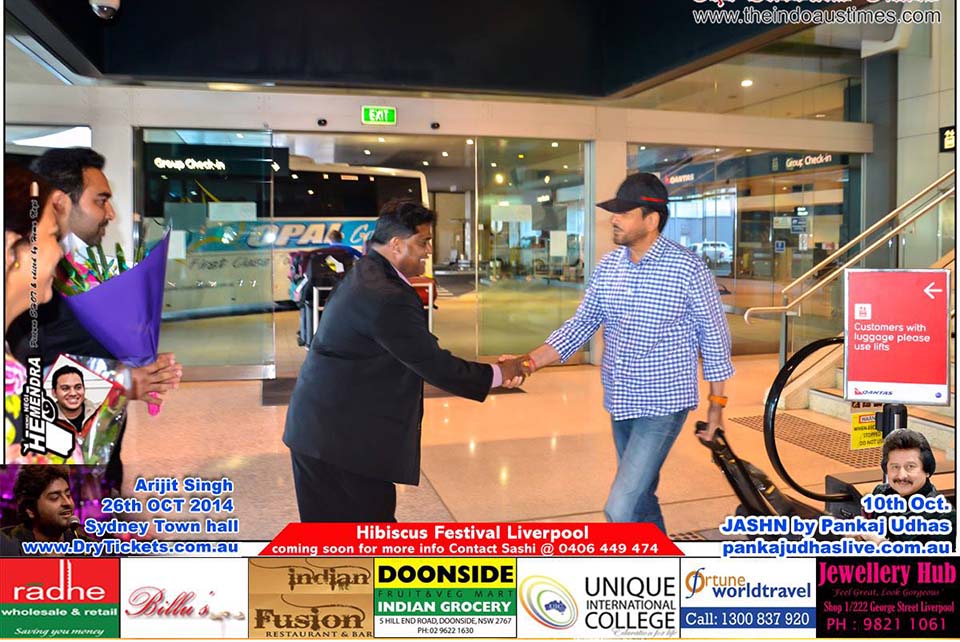 www.theindoaustimes.com
EXIT
Group Check-in
Group Check-in
QANTAS
OPAL
First Class
Customers with
luggage please
use lifts
QANTAS
HEMENDRA
NEGI
Arijit Singh
26th OCT 2014
Sydney Town hall
www.DryTickets.com.au
10th Oct.
JASHN by Pankaj Udhas
pankajudhaslive.com.au
Hibiscus Festival Liverpool
coming soon for more info Contact Sashi @ 0406 449 474
radhe
wholesale & retail
Saving you money
Billu's
indian
Fusion
RESTAURANT & BAR
DOONSIDE
FRUIT & VEG MART
INDIAN GROCERY
5 HILL END ROAD, DOONSIDE, NSW 2767
PH: 02 9622 1630
UNIQUE
INTERNATIONAL
COLLEGE
Education for life
fortune
worldtravel
Call: 1300 837 920
Jewellery Hub
Feel Great, Look Gorgeous
Shop 1/222 George Street Liverpool
PH : 9821 1061